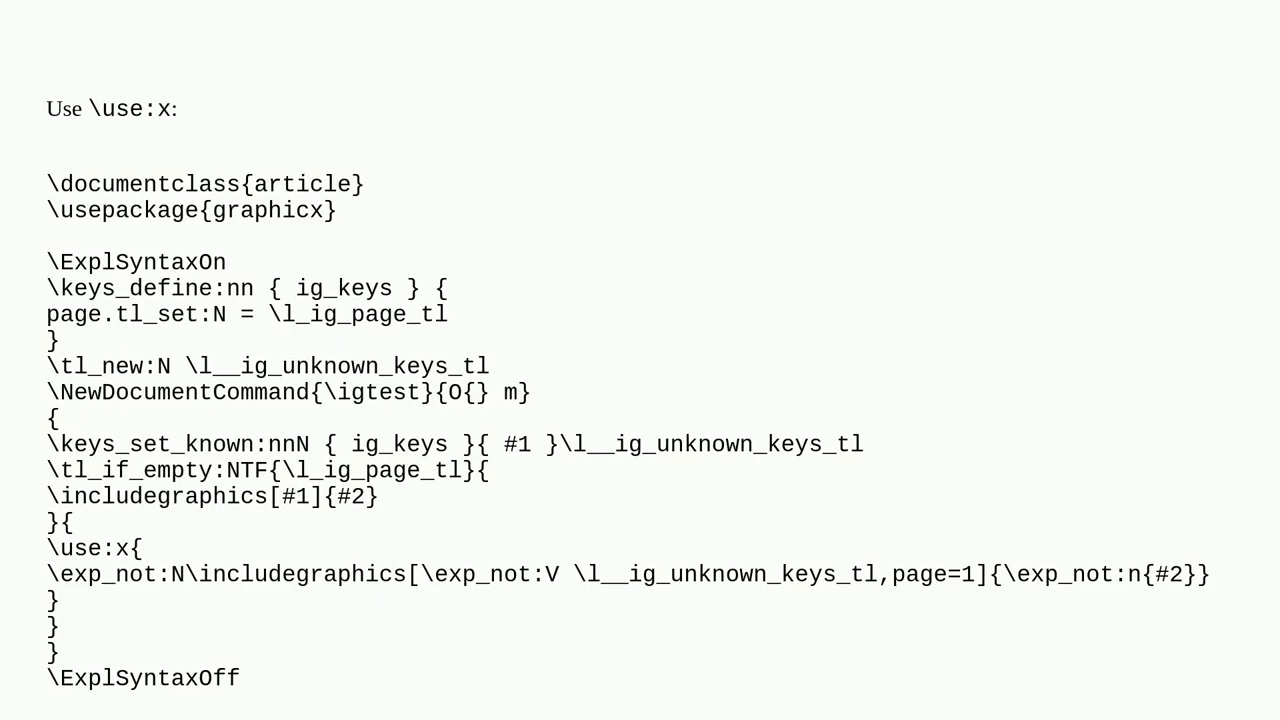 Use \use:x:
\documentclass{article}
\usepackage{graphicx}
\ExplSyntaxOn
\keys_define:nn { ig_keys } {
page.tl_set:N = \l_ig_page_tl
}
\tl_new:N \l__ig_unknown_keys_tl
\NewDocumentCommand{\igtest}{O{} m}
{
\keys_set_known:nnN { ig_keys }{ #1 }\l__ig_unknown_keys_tl
\tl_if_empty:NTF{\l_ig_page_tl}{
\includegraphics[#1]{#2}
}{
\use:x{
\exp_not:N\includegraphics[\exp_not:V \l__ig_unknown_keys_tl,page=1]{\exp_not:n{#2}}
}
}
}
\ExplSyntaxOff